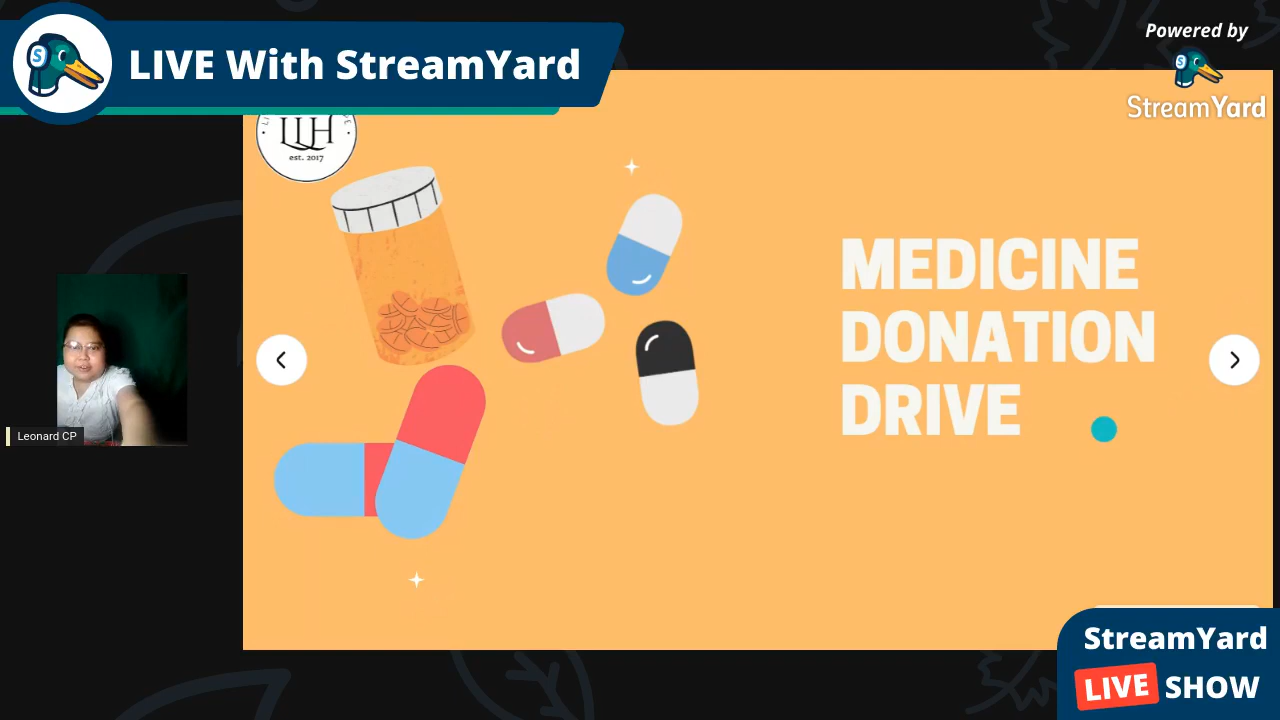 LIVE With StreamYard
Powered by
StreamYard
LLH
est. 2017
MEDICINE
DONATION
DRIVE
Leonard CP
StreamYard
LIVE SHOW